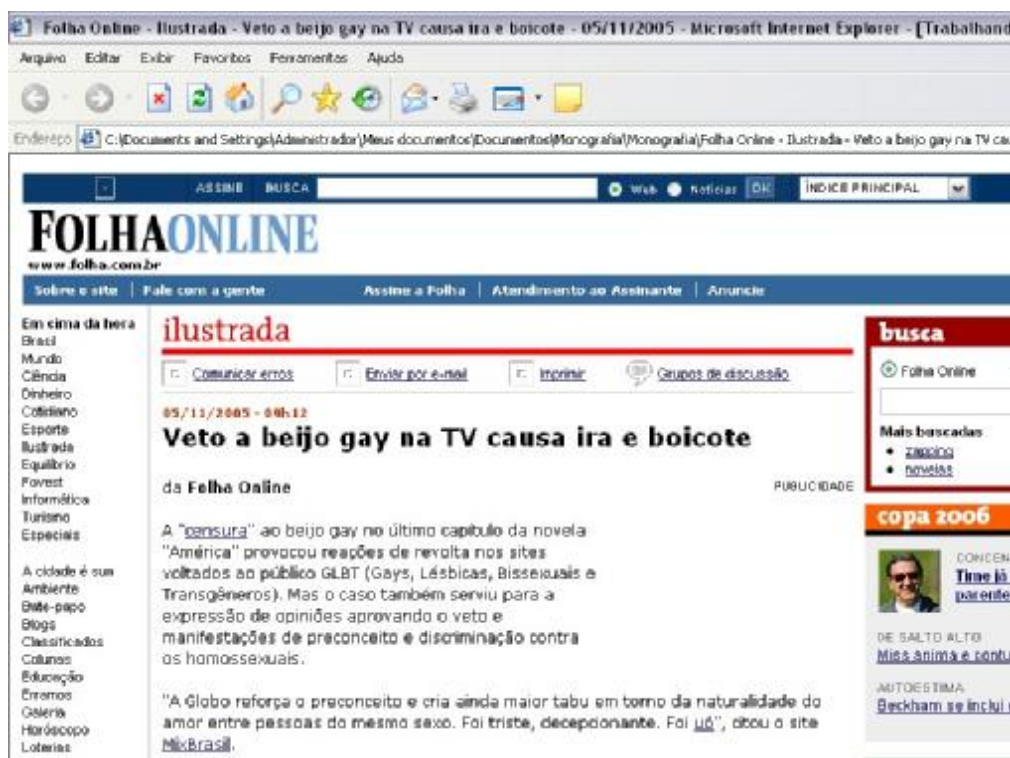 Folha Online - Ilustrada - Veto a beijo gay na TV causa ira e boicote - 05/11/2005 - Microsoft Internet Explorer - [Trabalhand
Arquivo Editar Exibir Favoritos Ferramentas Ajuda
Endereço C:\Documents and Settings\Administrador\Meus documentos\Documentos\Monografia\Monografia\Folha Online - Ilustrada - Veto a beijo gay na TV cau
ASSINE BUSCA Web Notícias OK ÍNDICE PRINCIPAL
FOLHAONLINE
www.folha.com.br
Sobre o site | Fale com a gente Assine a Folha | Atendimento ao Assinante | Anuncie
Em cima da hora
Brasil
Mundo
Ciência
Dinheiro
Cotidiano
Esporte
Ilustrada
Equilíbrio
Fovest
Informática
Turismo
Especiais
A cidade é sua
Ambiente
Bate-papo
Blogs
Classificados
Colunas
Educação
Erramos
Galeria
Horóscopo
Loterias
ilustrada
Comunicar erros Enviar por e-mail Imprimir Grupos de discussão
05/11/2005 - 09h12
Veto a beijo gay na TV causa ira e boicote
da Folha Online
PUBLICIDADE
A "censura" ao beijo gay no último capítulo da novela
"América" provocou reações de revolta nos sites
voltados ao público GLBT (Gays, Lésbicas, Bissexuais e
Transgêneros). Mas o caso também serviu para a
expressão de opiniões aprovando o veto e
manifestações de preconceito e discriminação contra
os homossexuais.
"A Globo reforça o preconceito e cria ainda maior tabu em torno da naturalidade do
amor entre pessoas do mesmo sexo. Foi triste, decepcionante. Foi uó", citou o site
MixBrasil.
busca
Folha Online
Mais buscadas
zapping
novelas
copa 2006
CONCEN
Time já
parente
DE SALTO ALTO
Miss anima e contu
AUTOESTIMA
Beckham se inclui